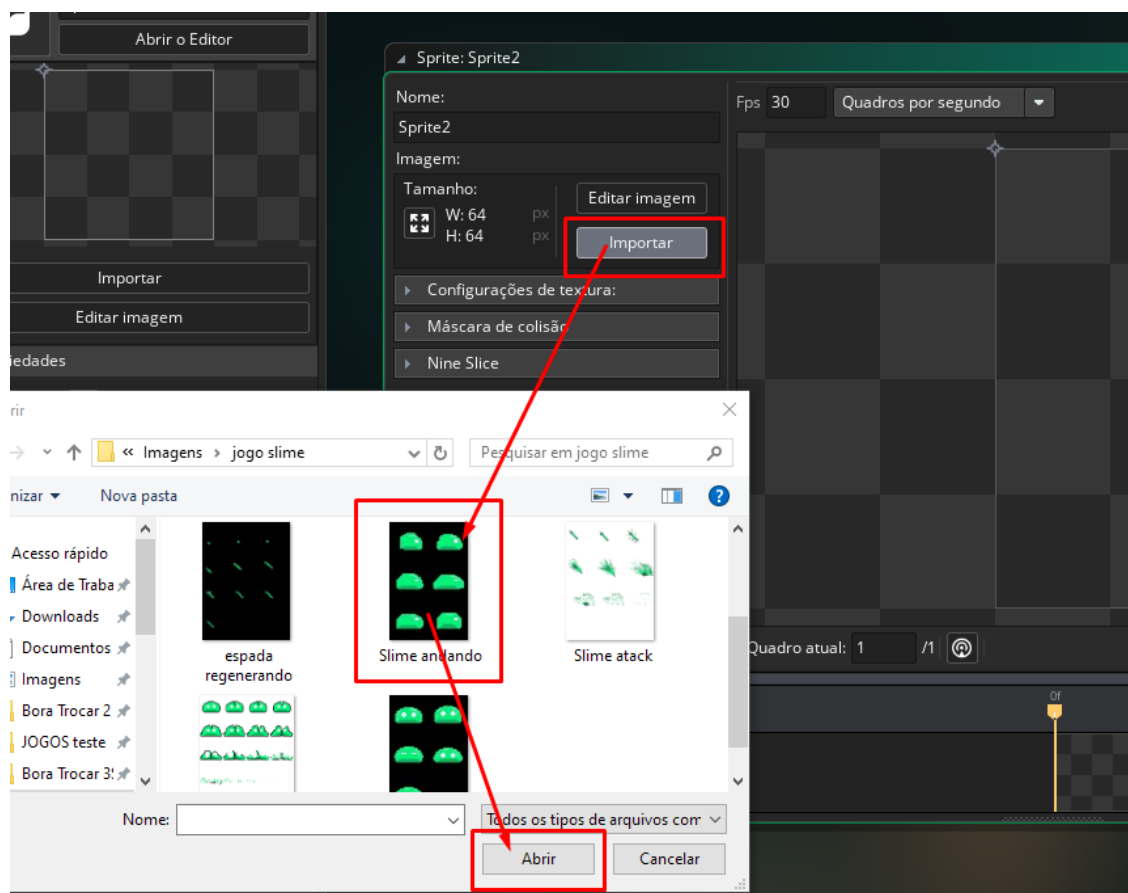 Abrir o Editor
Importar
Editar imagem
iedades
Sprite: Sprite2
Nome:
Sprite2
Imagem:
Tamanho:
W: 64 px
H: 64 px
Editar imagem
Importar
Configurações de textura:
Máscara de colisão
Nine Slice
Fps 30 Quadros por segundo
Quadro atual: 1 /1
0f
rir
« Imagens › jogo slime
Pesquisar em jogo slime
nizar Nova pasta
Acesso rápido
Área de Traba
Downloads
Documentos
Imagens
Bora Trocar 2
JOGOS teste
Bora Trocar 3!
espada
regenerando
Slime andando
Slime atack
Nome:
Todos os tipos de arquivos com
Abrir
Cancelar